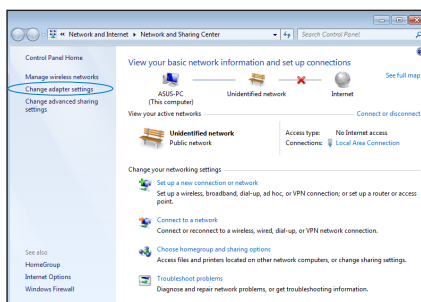 « Network and Internet ▸ Network and Sharing Center
Search Control Panel
Control Panel Home
Manage wireless networks
Change adapter settings
Change advanced sharing
settings
See also
HomeGroup
Internet Options
Windows Firewall
View your basic network information and set up connections
See full map
ASUS-PC
(This computer)
Unidentified network
Internet
View your active networks
Connect or disconnect
Unidentified network
Public network
Access type: No Internet access
Connections: Local Area Connection
Change your networking settings
Set up a new connection or network
Set up a wireless, broadband, dial-up, ad hoc, or VPN connection; or set up a router or access
point.
Connect to a network
Connect or reconnect to a wireless, wired, dial-up, or VPN network connection.
Choose homegroup and sharing options
Access files and printers located on other network computers, or change sharing settings.
Troubleshoot problems
Diagnose and repair network problems, or get troubleshooting information.